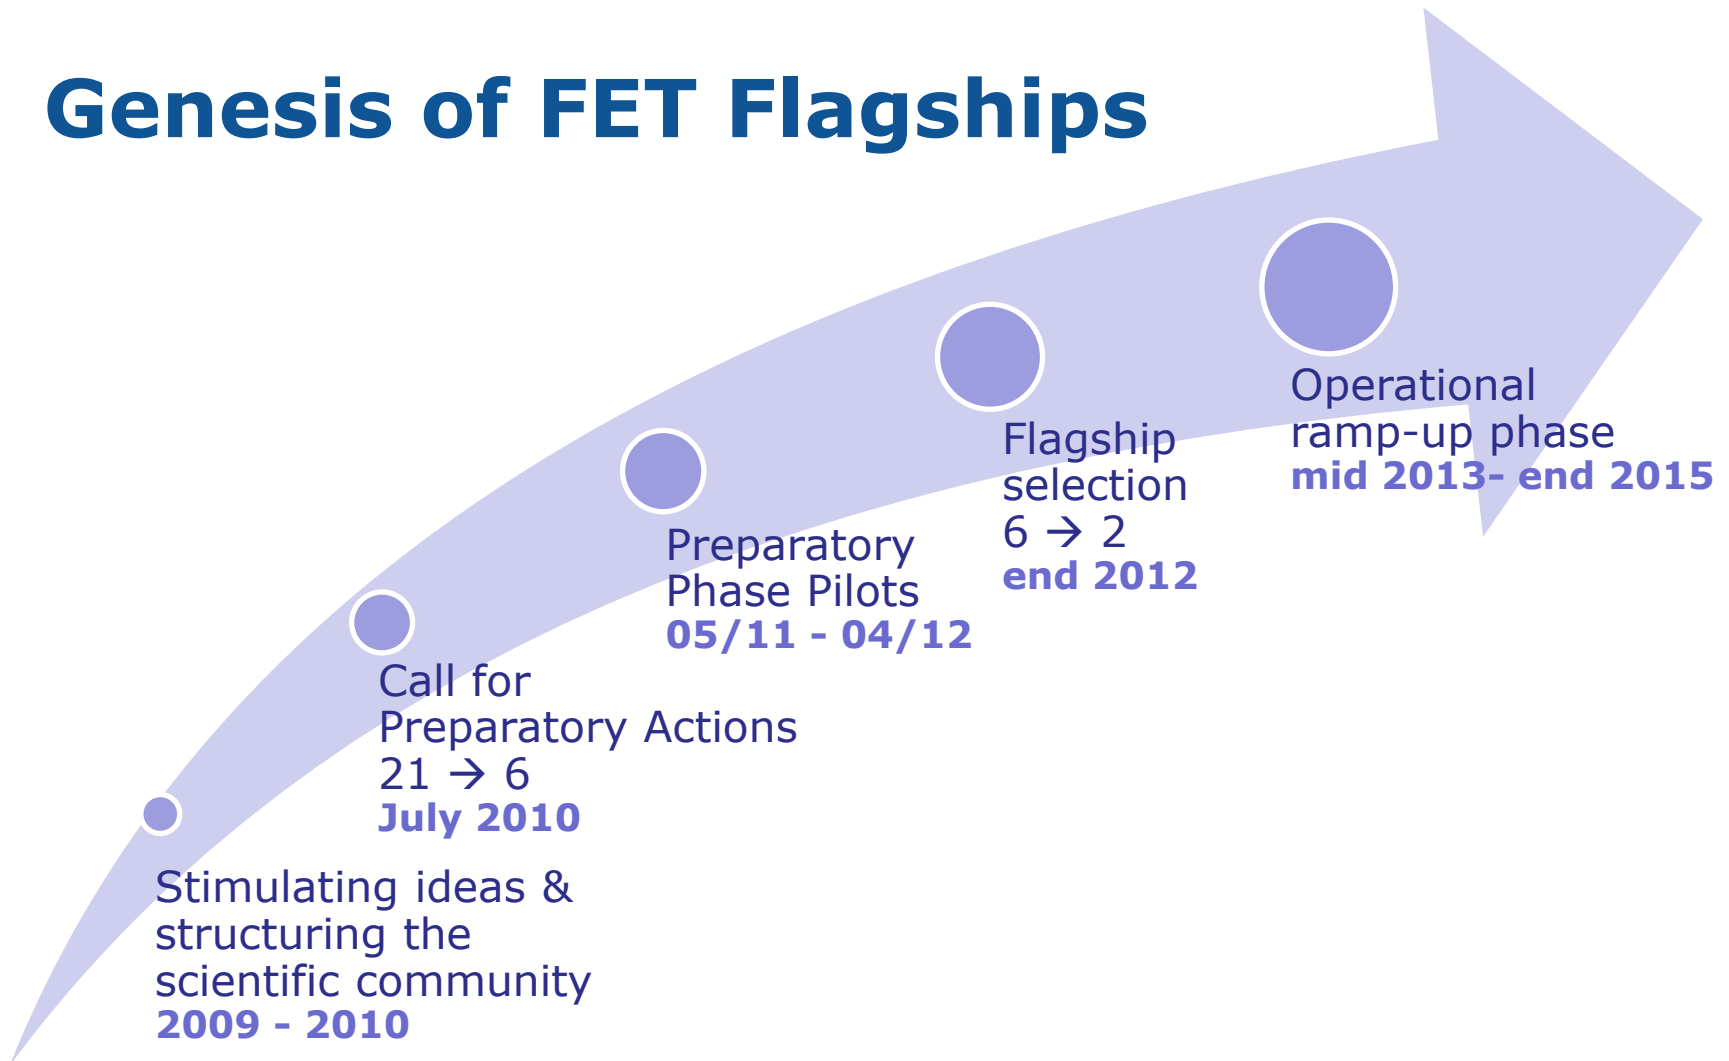 Genesis of FET Flagships
Stimulating ideas &
structuring the
scientific community
2009 - 2010
Call for
Preparatory Actions
21 → 6
July 2010
Preparatory
Phase Pilots
05/11 - 04/12
Flagship
selection
6 → 2
end 2012
Operational
ramp-up phase
mid 2013- end 2015